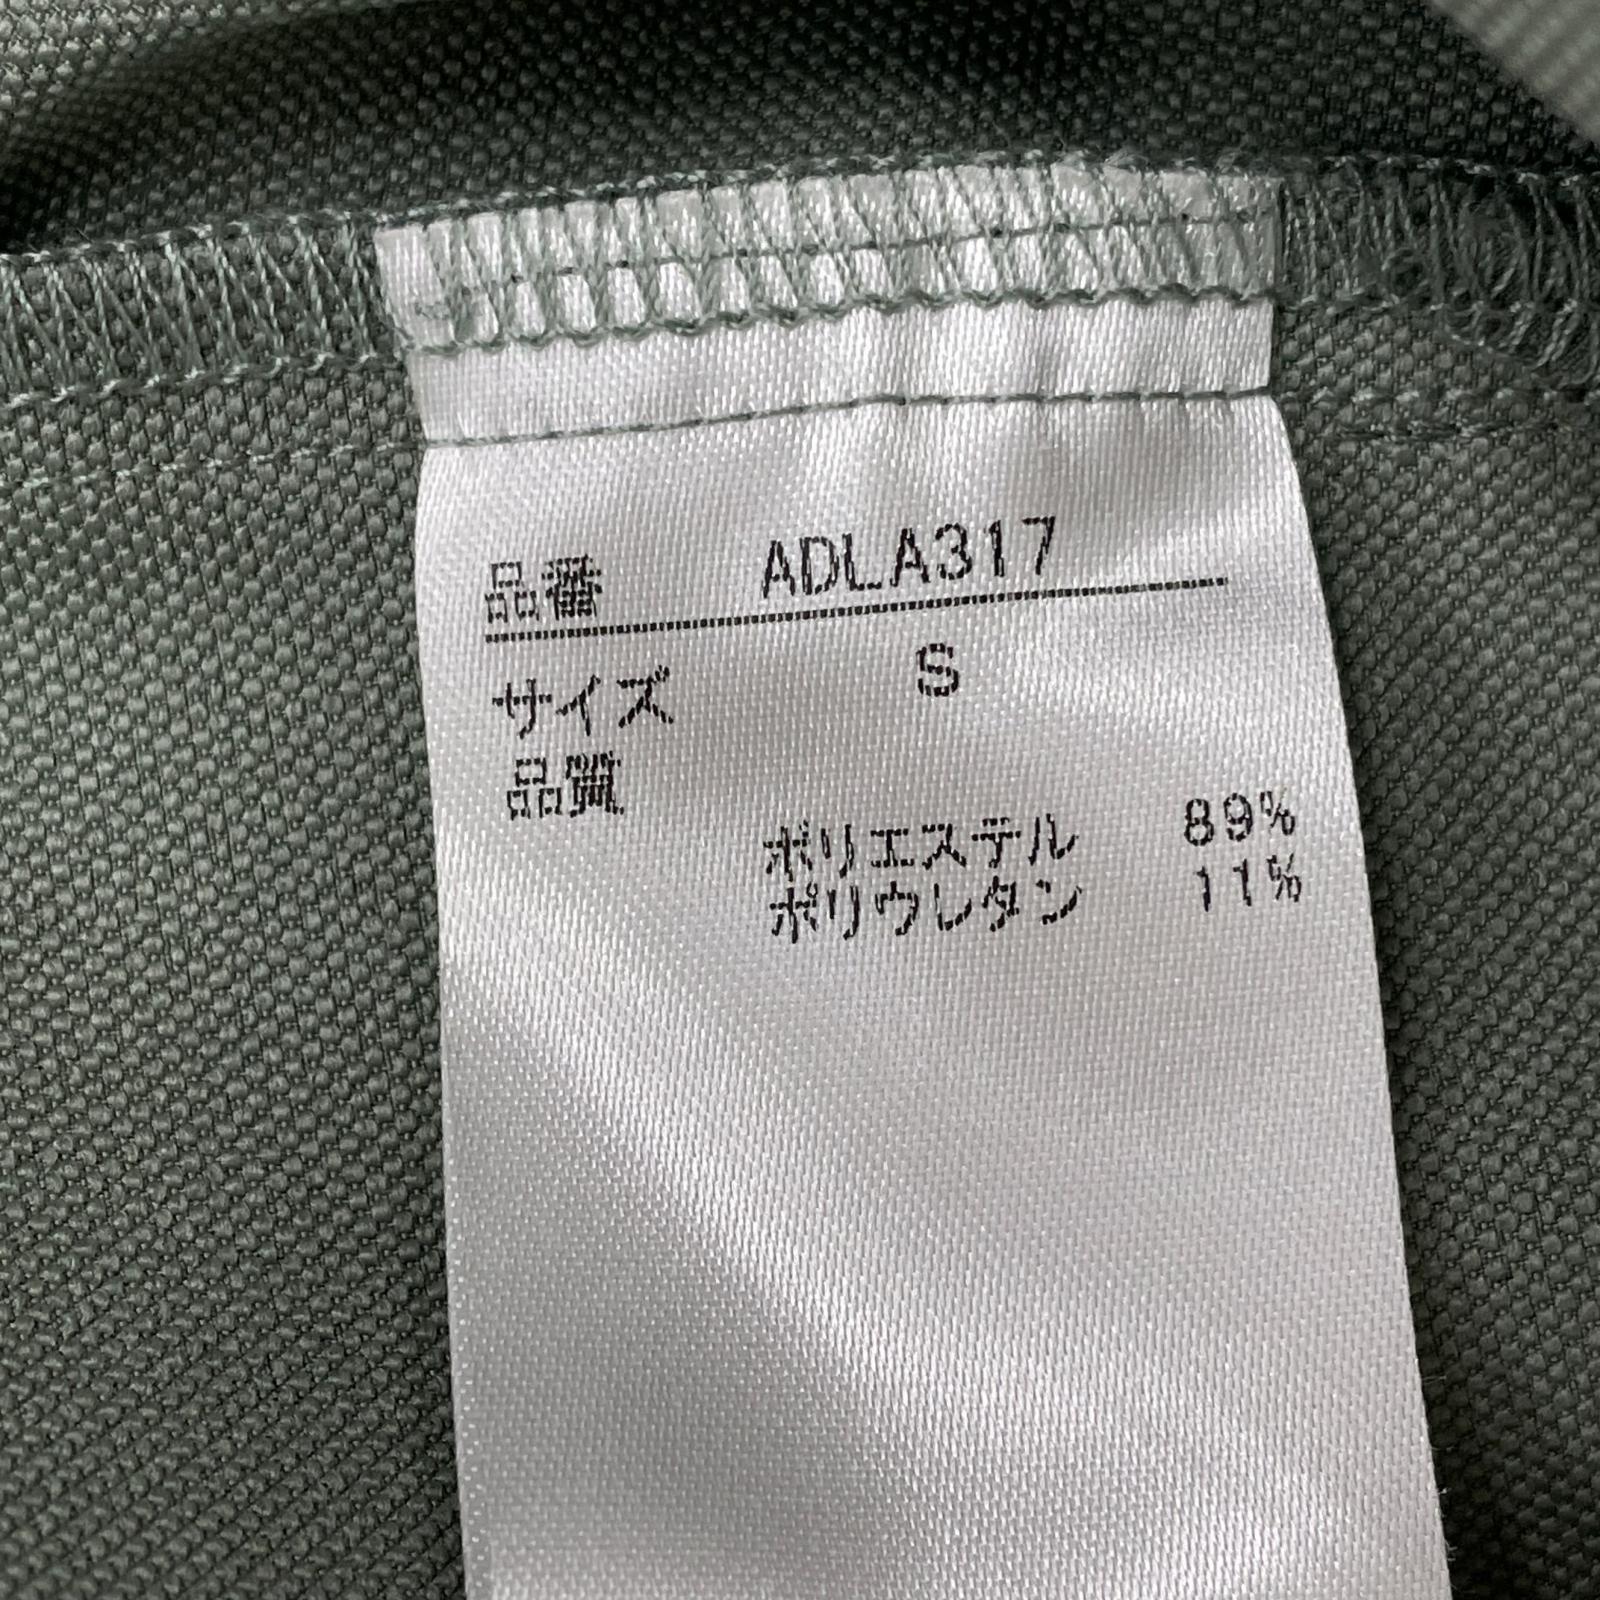 品番 ADLA317
サイズ S
品質
ポリエステル 89%
ポリウレタン 11%